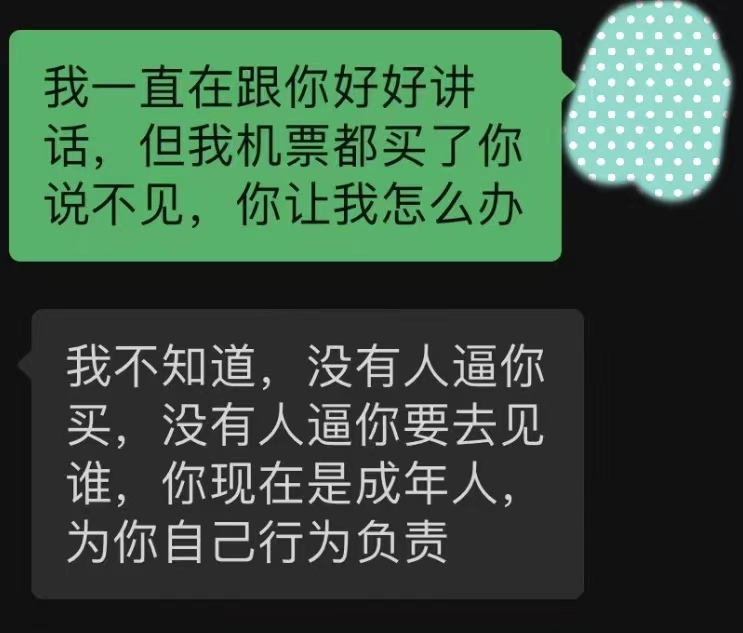 我一直在跟你好好讲
话，但我机票都买了你
说不见，你让我怎么办
我不知道，没有人逼你
买，没有人逼你要去见
谁，你现在是成年人，
为你自己行为负责